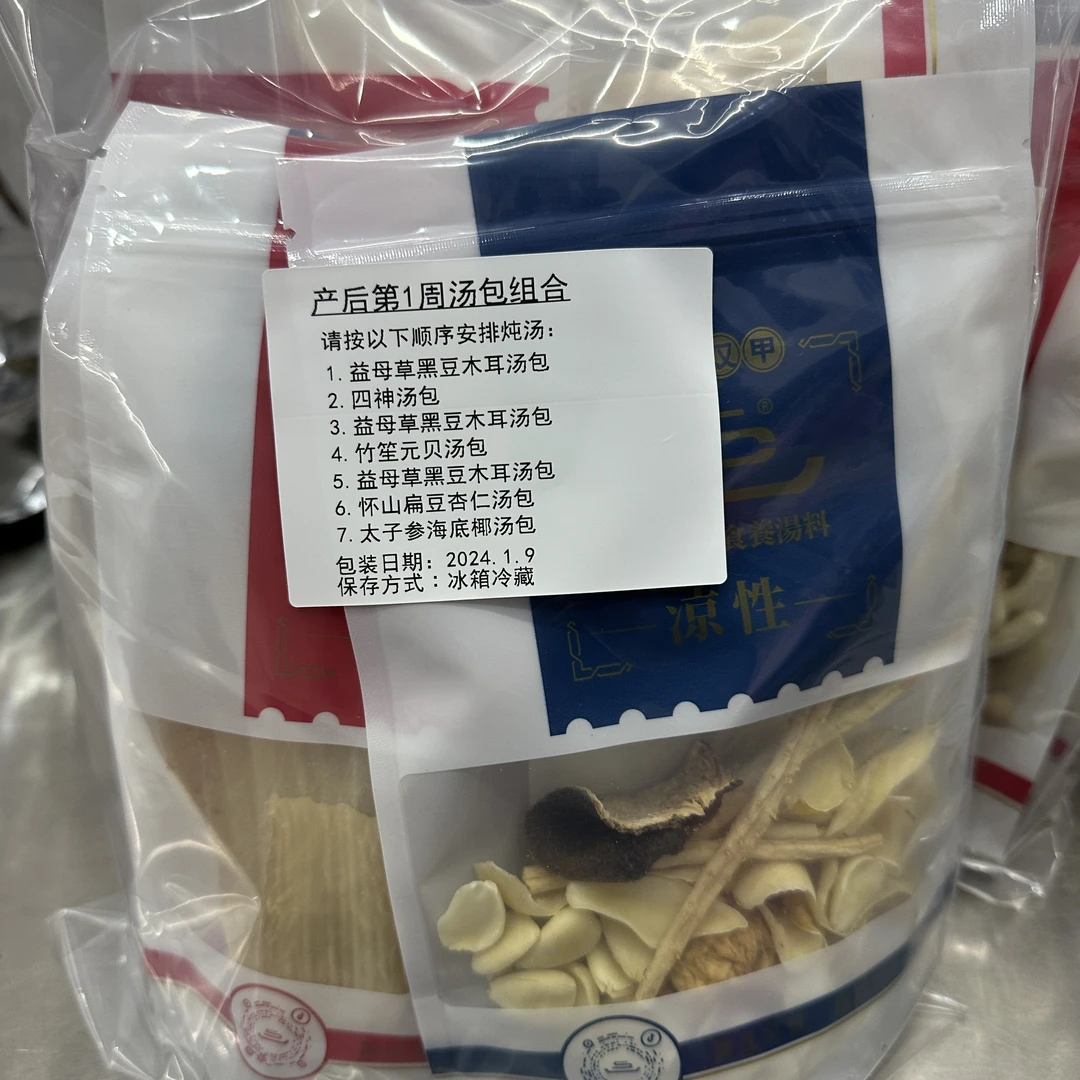 产后第1周汤包组合
请按以下顺序安排炖汤:
1. 益母草黑豆木耳汤包
2. 四神汤包
3. 益母草黑豆木耳汤包
4. 竹笙元贝汤包
5. 益母草黑豆木耳汤包
6. 怀山扁豆杏仁汤包
7. 太子参海底椰汤包
包装日期: 2024.1.9
保存方式:冰箱冷藏
甲
®
食養湯料
凉性